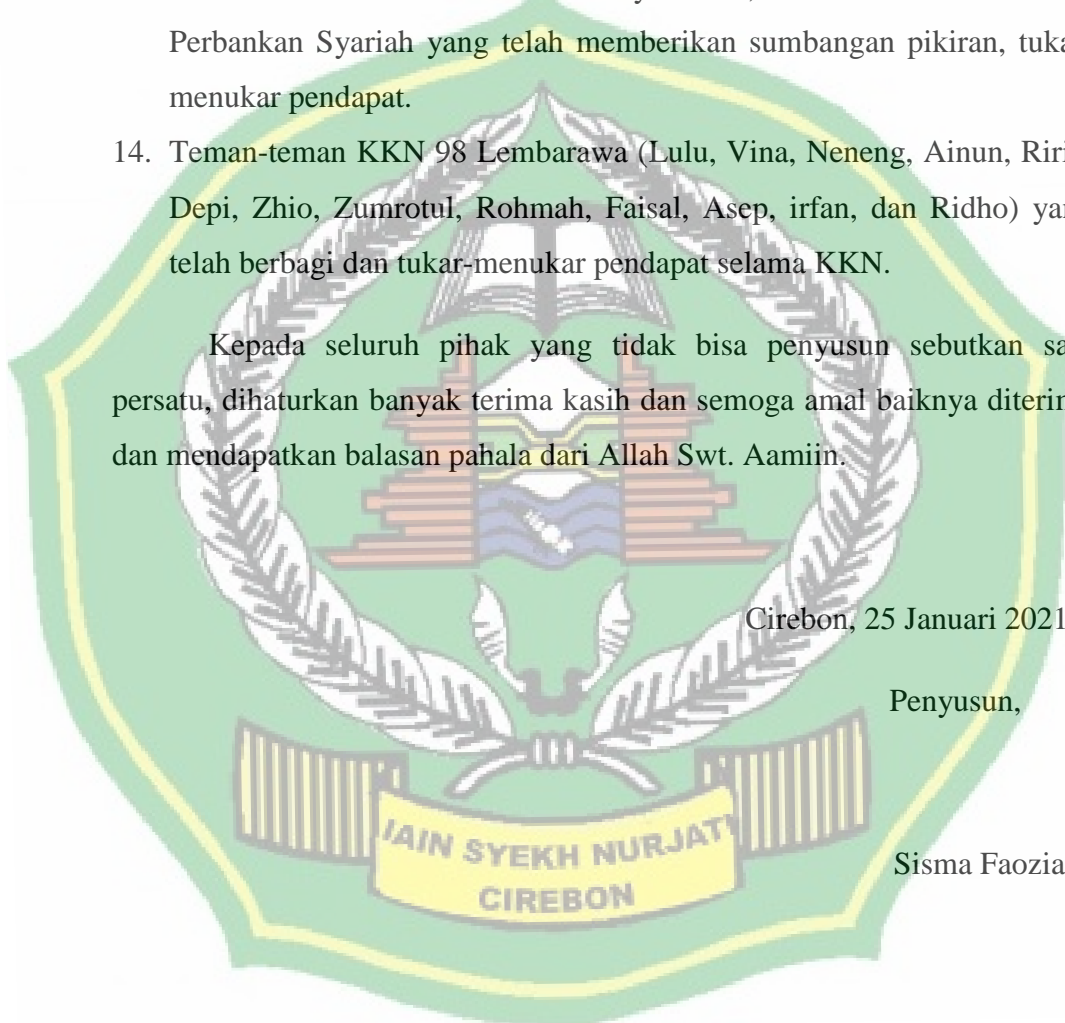 Perbankan Syariah yang telah memberikan sumbangan pikiran, tuka
menukar pendapat.
14. Teman-teman KKN 98 Lembarawa (Lulu, Vina, Neneng, Ainun, Riri
Depi, Zhio, Zumrotul, Rohmah, Faisal, Asep, irfan, dan Ridho) yan
telah berbagi dan tukar-menukar pendapat selama KKN.
Kepada seluruh pihak yang tidak bisa penyusun sebutkan sa
persatu, dihaturkan banyak terima kasih dan semoga amal baiknya diterin
dan mendapatkan balasan pahala dari Allah Swt. Aamiin.
Cirebon, 25 Januari 2021
Penyusun,
Sisma Faozia
IAIN SYEKH NURJATI
CIREBON